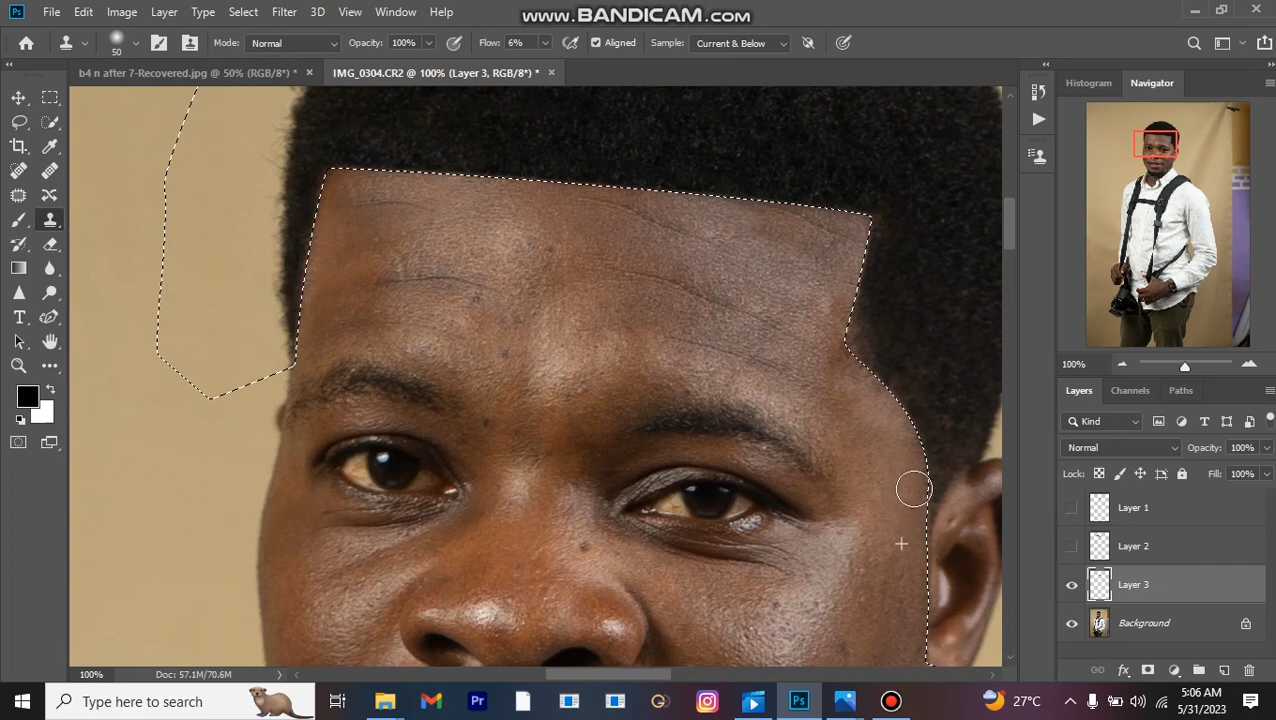 www.BANDICAM.com
Ps File Edit Image Layer Type Select Filter 3D View Window Help
50 Mode: Normal Opacity: 100% Flow: 6% Aligned Sample: Current & Below
b4 n after 7-Recovered.jpg @ 50% (RGB/8*) * × IMG_0304.CR2 @ 100% (Layer 3, RGB/8*) * ×
Histogram Navigator
100%
Layers Channels Paths
Kind
Normal Opacity: 100%
Lock: Fill: 100%
Layer 1
Layer 2
Layer 3
Background
100% Doc: 57.1M/70.6M
fx
Type here to search
Pr
Ps
27°C
5:06 AM
5/31/2023